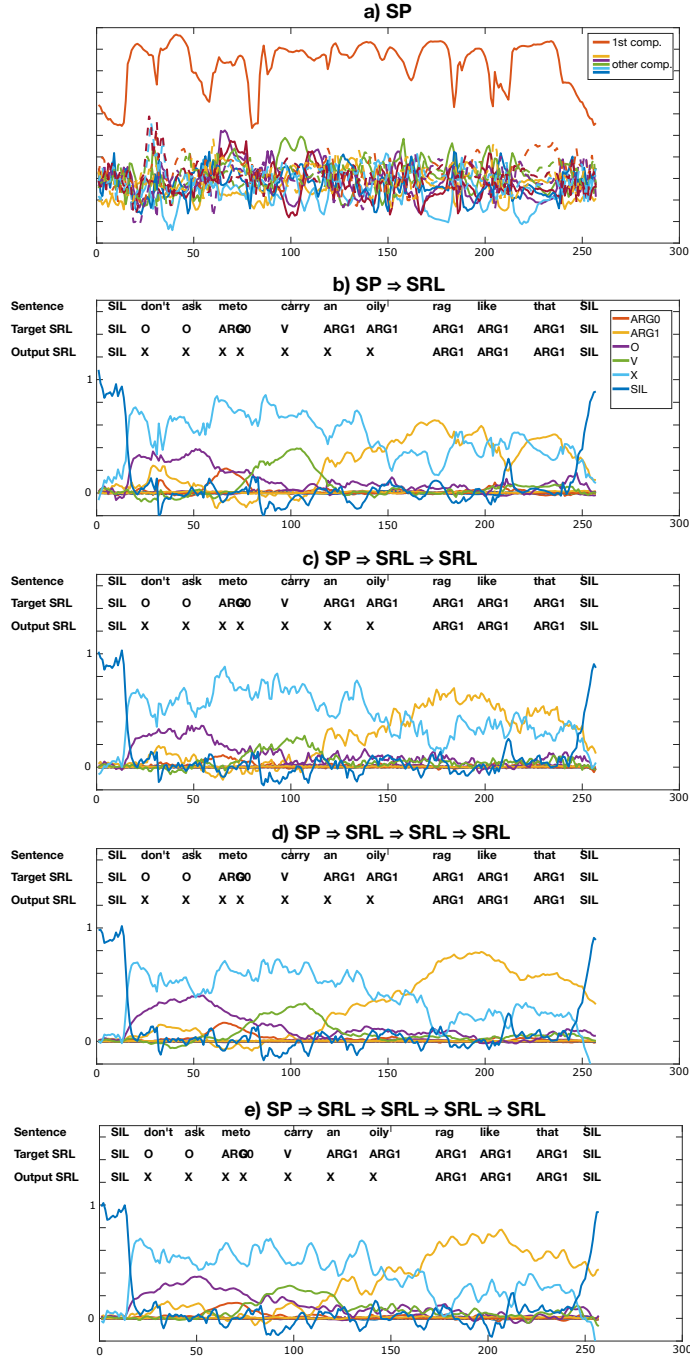 a) SP
1st comp.
other comp.
0 50 100 150 200 250 300
b) SP ⇒ SRL
Sentence SIL don't ask meto carry an oily rag like that SIL
Target SRL SIL O O ARG0 V ARG1 ARG1 ARG1 ARG1 ARG1 SIL
Output SRL SIL X X X X X X X ARG1 ARG1 ARG1 SIL
ARG0
ARG1
O
V
X
SIL
1
0
0 50 100 150 200 250 300
c) SP ⇒ SRL ⇒ SRL
Sentence SIL don't ask meto carry an oily rag like that SIL
Target SRL SIL O O ARG0 V ARG1 ARG1 ARG1 ARG1 ARG1 SIL
Output SRL SIL X X X X X X X ARG1 ARG1 ARG1 SIL
1
0
0 50 100 150 200 250 300
d) SP ⇒ SRL ⇒ SRL ⇒ SRL
Sentence SIL don't ask meto carry an oily rag like that SIL
Target SRL SIL O O ARG0 V ARG1 ARG1 ARG1 ARG1 ARG1 SIL
Output SRL SIL X X X X X X X ARG1 ARG1 ARG1 SIL
1
0
0 50 100 150 200 250 300
e) SP ⇒ SRL ⇒ SRL ⇒ SRL ⇒ SRL
Sentence SIL don't ask meto carry an oily rag like that SIL
Target SRL SIL O O ARG0 V ARG1 ARG1 ARG1 ARG1 ARG1 SIL
Output SRL SIL X X X X X X X ARG1 ARG1 ARG1 SIL
1
0
0 50 100 150 200 250 300